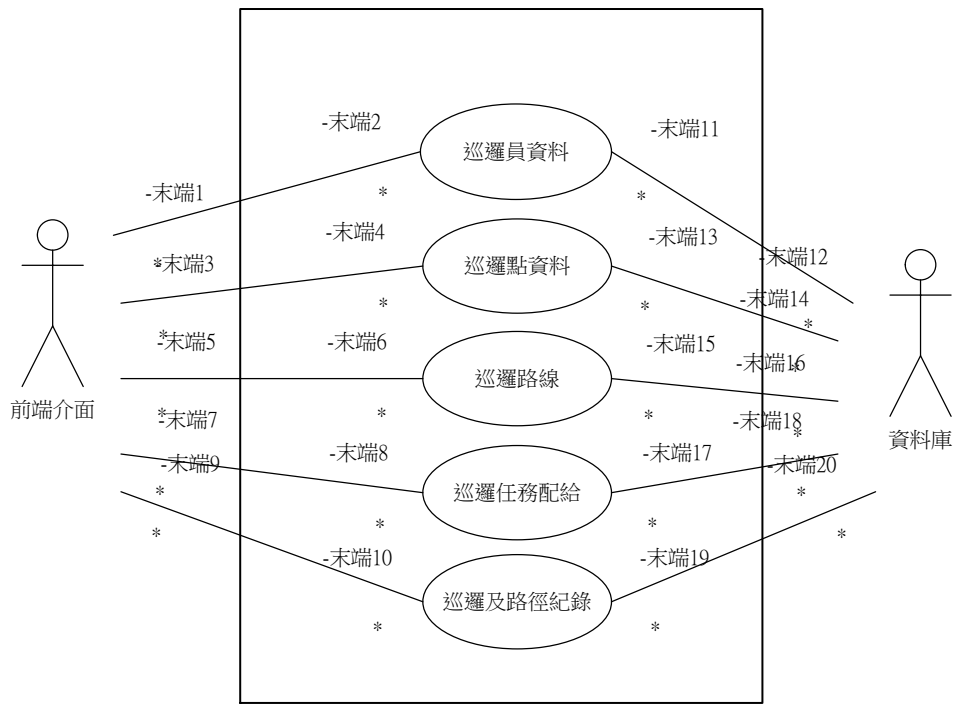 -末端2
-末端11
巡邏員資料
-末端1
*
*
-末端4
-末端13
*
-末端3
巡邏點資料
-末端12
-末端14
*
*
*
*
-末端5
-末端6
-末端15
*
-末端16
巡邏路線
前端介面
*
-末端7
*
*
-末端18
*
資料庫
-末端8
-末端17
-末端9
-末端20
*
巡邏任務配給
*
*
*
*
*
-末端10
-末端19
巡邏及路徑紀錄
*
*